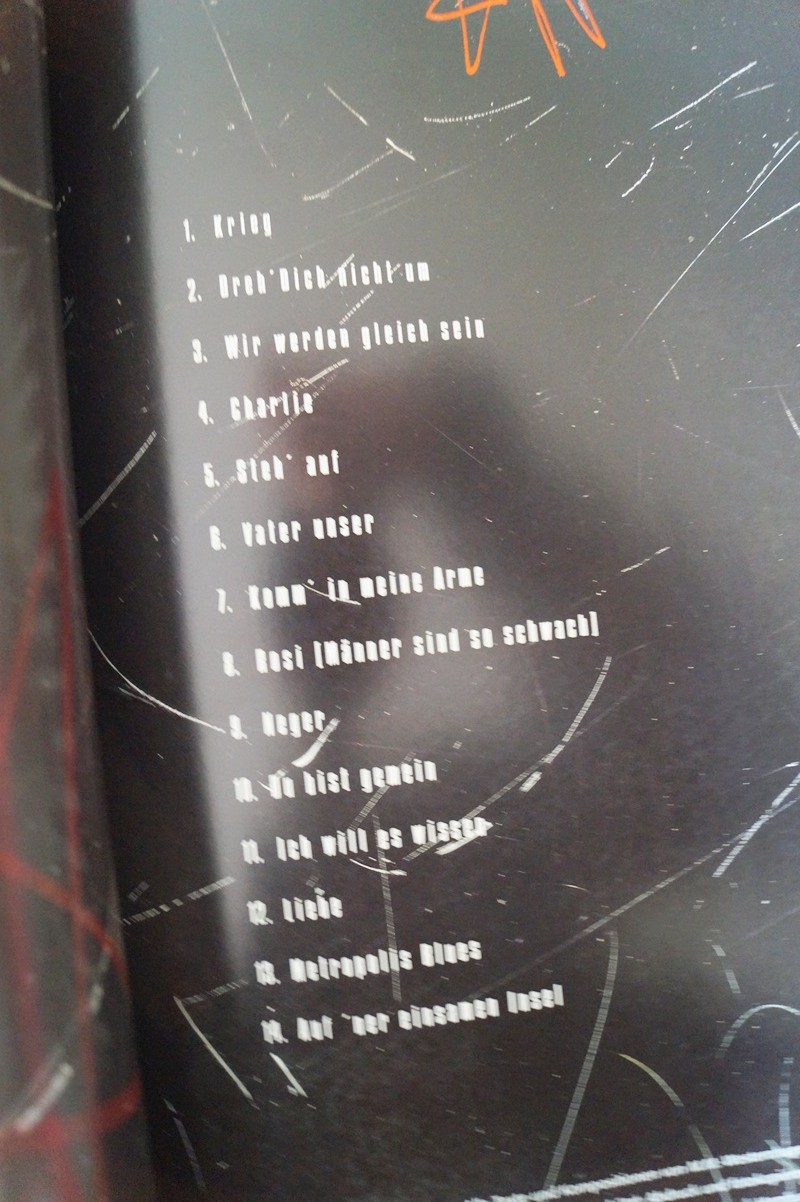 1. Krieg
2. Dreh' Dich nicht um
3. Wir werden gleich sein
4. Charlie
5. Steh' auf
6. Vater unser
7. Komm' in meine Arme
8. Rosi [Männer sind so schwach]
9. Neger
10. Du bist gemein
11. Ich will es wissen
12. Liebe
13. Metropolis Blues
14. Auf 'ner einsamen Insel